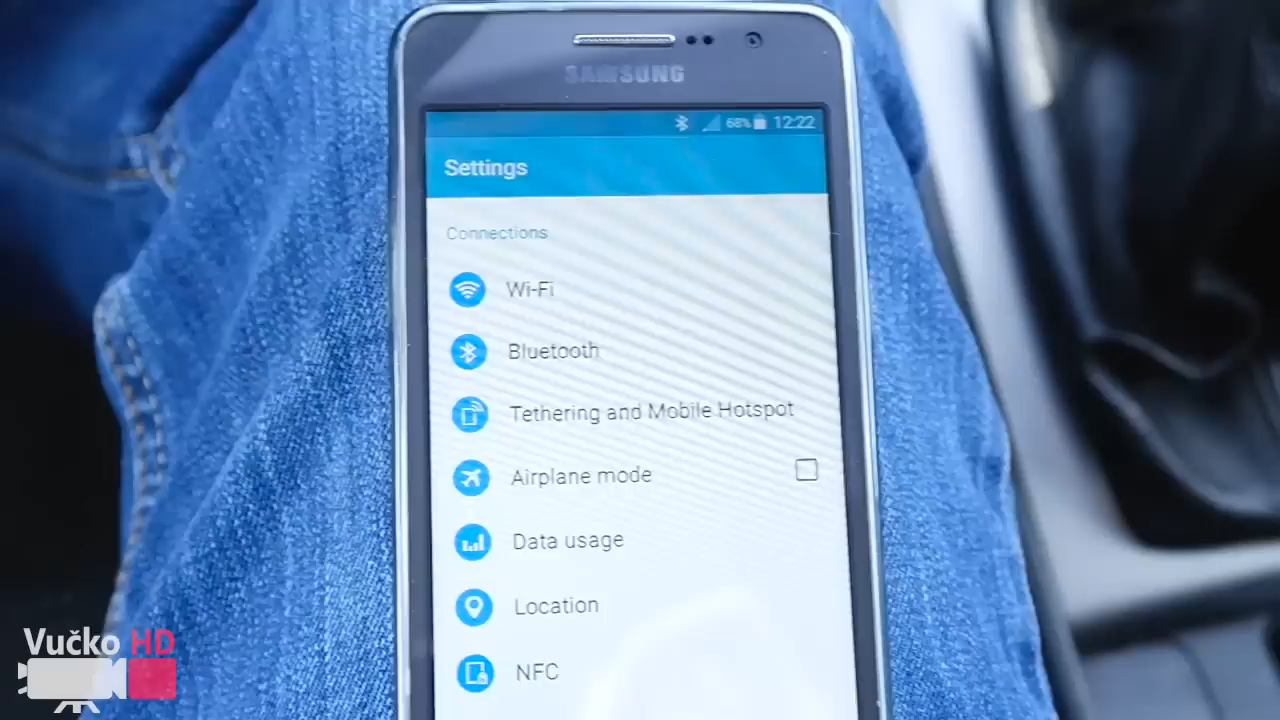 SAMSUNG
68% 12:22
Settings
Connections
Wi-Fi
Bluetooth
Tethering and Mobile Hotspot
Airplane mode
Data usage
Location
NFC
Vučko HD